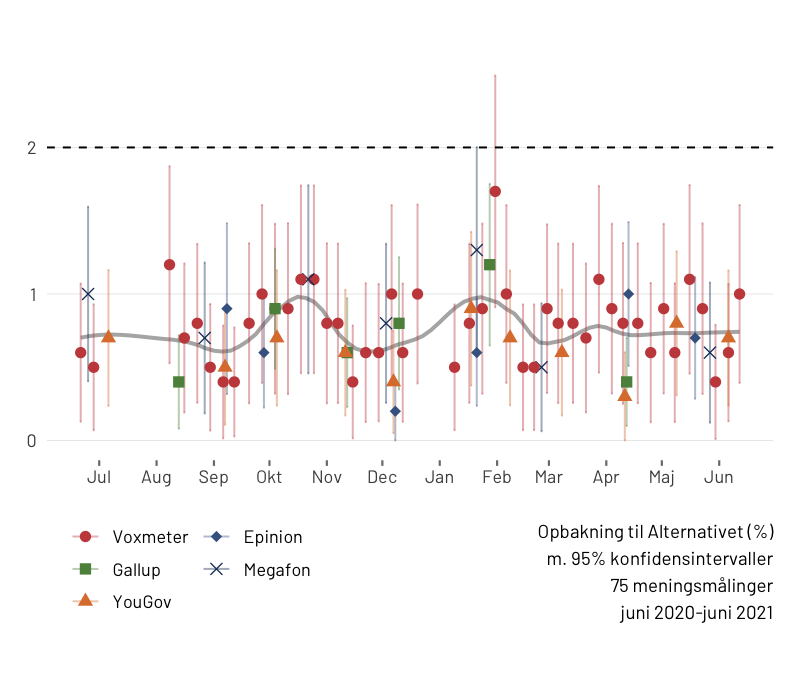 2
1
0
Jul Aug Sep Okt Nov Dec Jan Feb Mar Apr Maj Jun
Voxmeter Epinion
Gallup Megafon
YouGov
Opbakning til Alternativet (%)
m. 95% konfidensintervaller
75 meningsmålinger
juni 2020-juni 2021